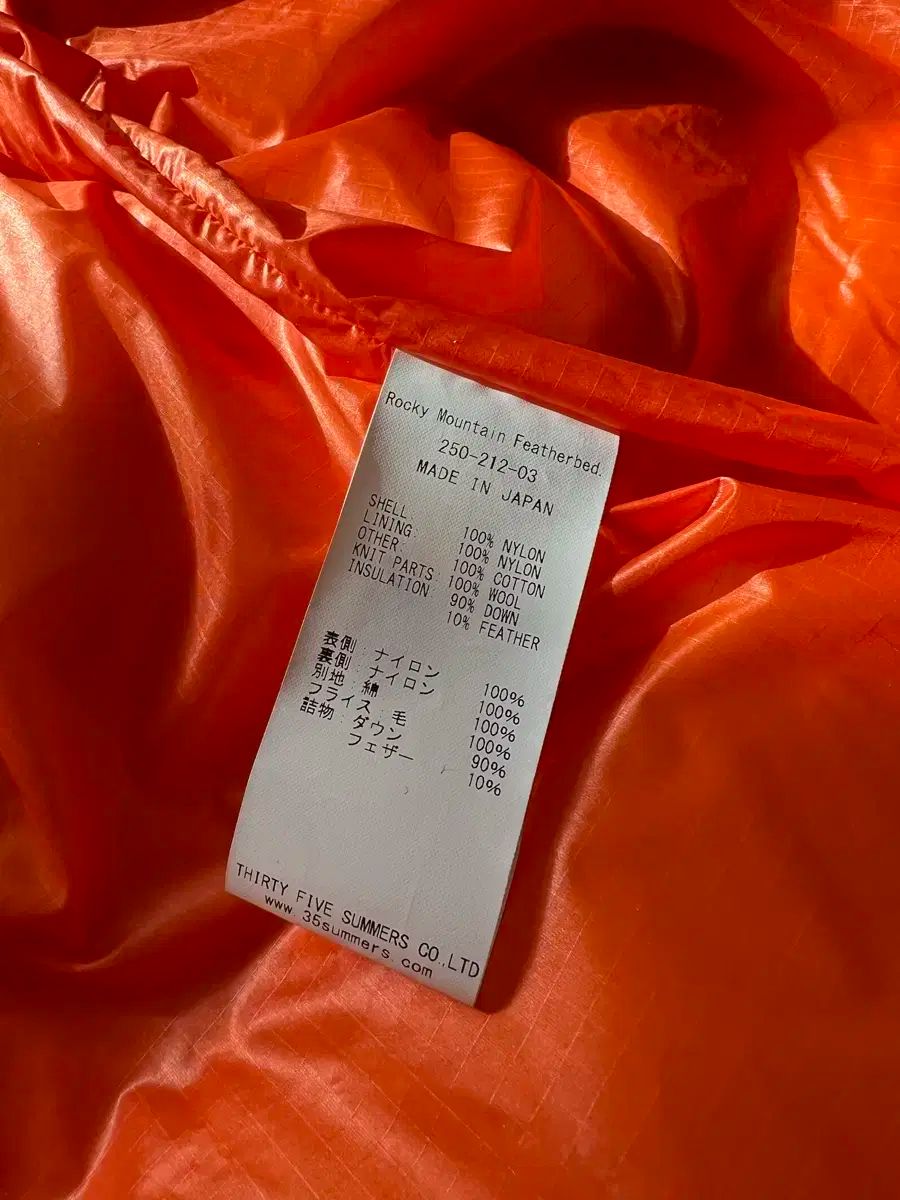 Rocky Mountain Featherbed.
250-212-03
MADE IN JAPAN
SHELL 100% NYLON
LINING 100% NYLON
OTHER: 100% COTTON
KNIT PARTS: 100% WOOL
INSULATION: 90% DOWN
10% FEATHER
表側 : ナイロン 100%
裏側 : ナイロン 100%
別地 : 綿 100%
フライス : 毛 100%
詰物 : ダウン 90%
フェザー 10%
THIRTY FIVE SUMMERS CO.,LTD
www.35summers.com